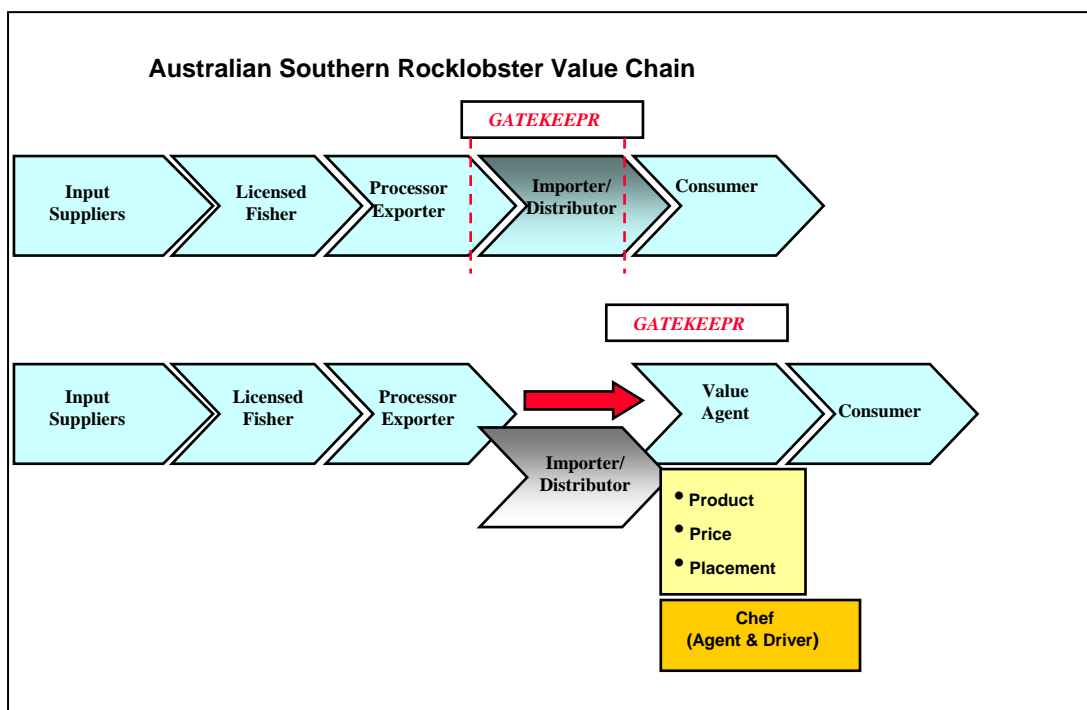 Australian Southern Rocklobster Value Chain
GATEKEEPR
Input
Suppliers
Licensed
Fisher
Processor
Exporter
Importer/
Distributor
Consumer
GATEKEEPR
Input
Suppliers
Licensed
Fisher
Processor
Exporter
Importer/
Distributor
Value
Agent
Consumer
• Product
• Price
• Placement
Chef
(Agent & Driver)